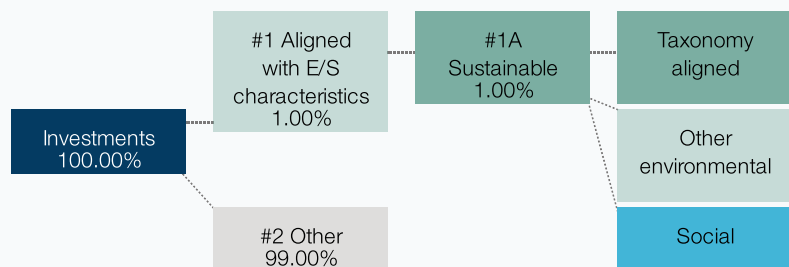 Investments
100.00%
#1 Aligned
with E/S
characteristics
1.00%
#2 Other
99.00%
#1A
Sustainable
1.00%
Taxonomy
aligned
Other
environmental
Social